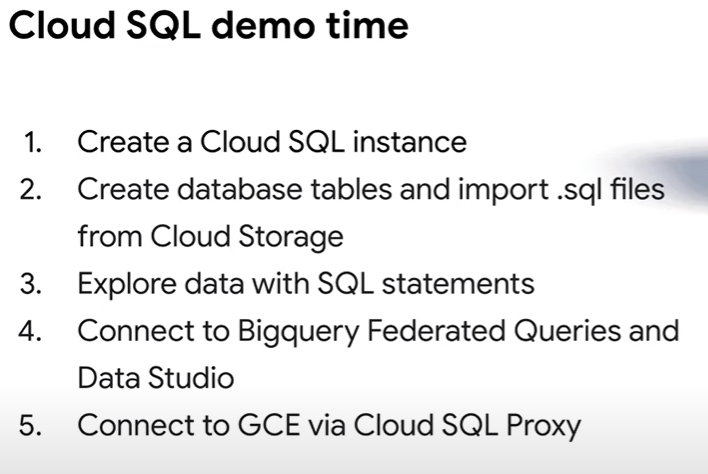 Cloud SQL demo time
1. Create a Cloud SQL instance
2. Create database tables and import .sql files
from Cloud Storage
3. Explore data with SQL statements
4. Connect to Bigquery Federated Queries and
Data Studio
5. Connect to GCE via Cloud SQL Proxy